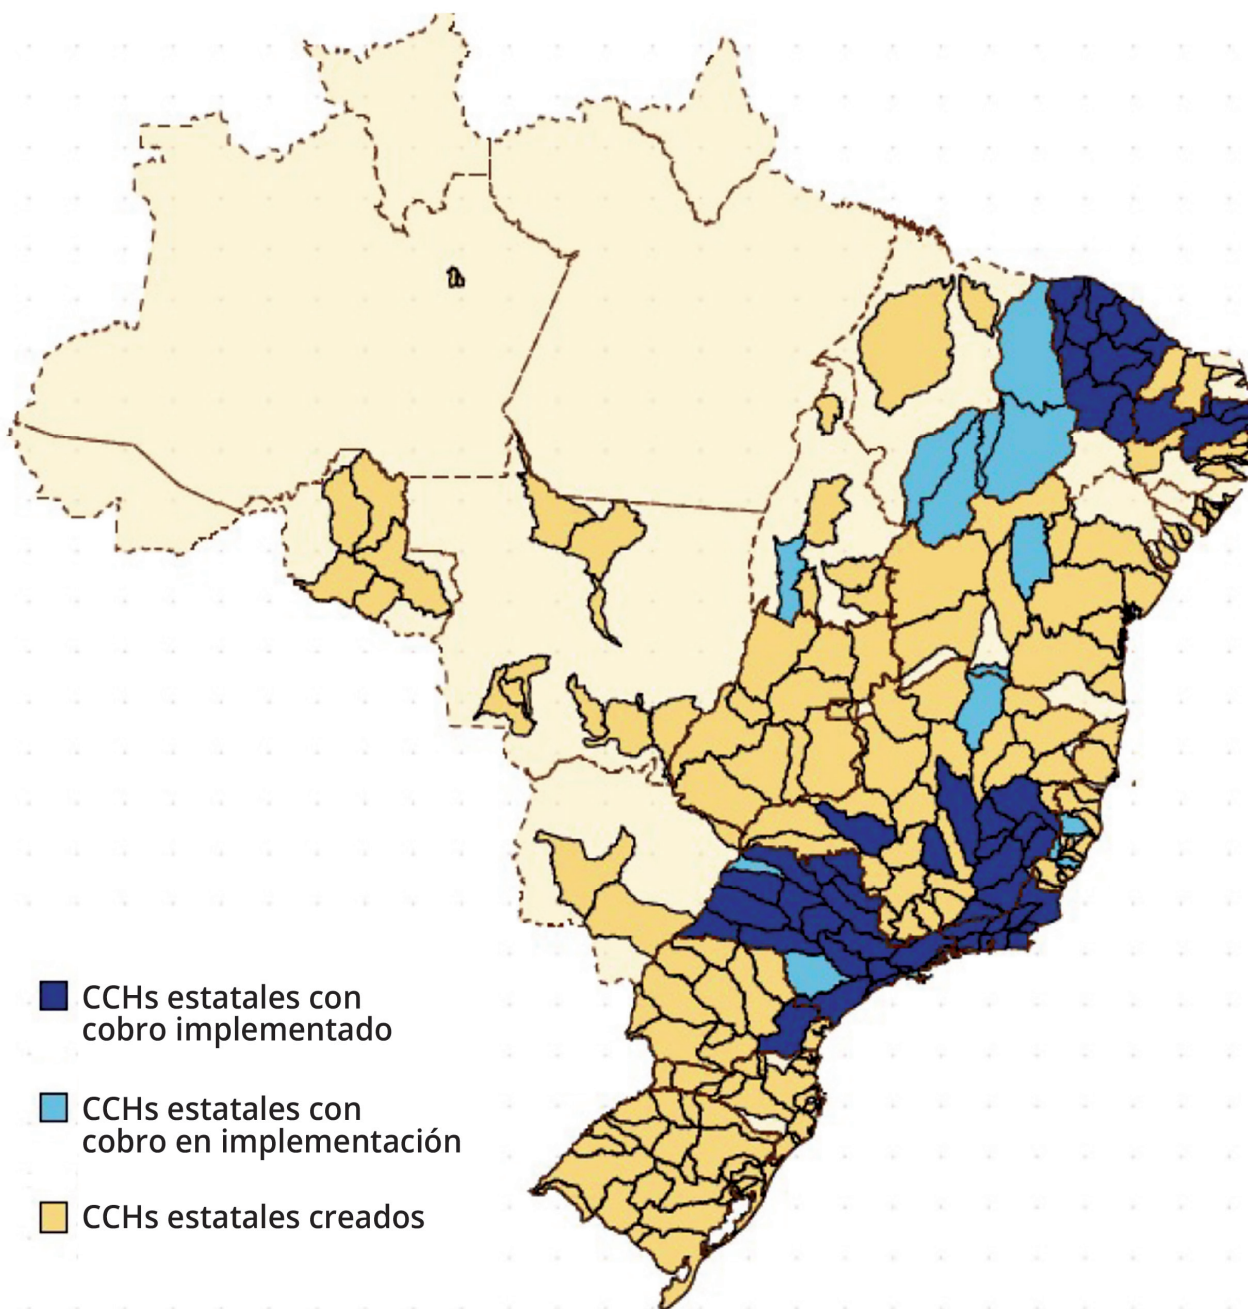 CCHs estatales con
cobro implementado
CCHs estatales con
cobro en implementación
CCHs estatales creados